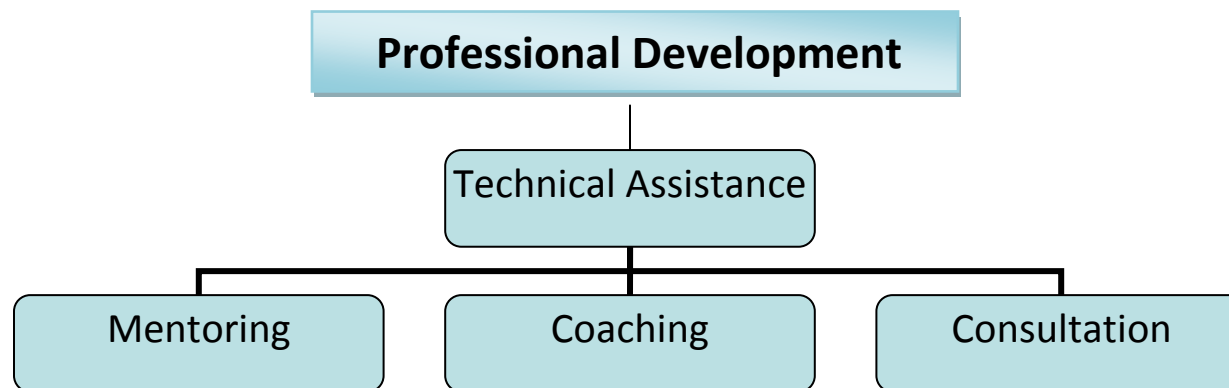 Professional Development
Technical Assistance
Mentoring
Coaching
Consultation